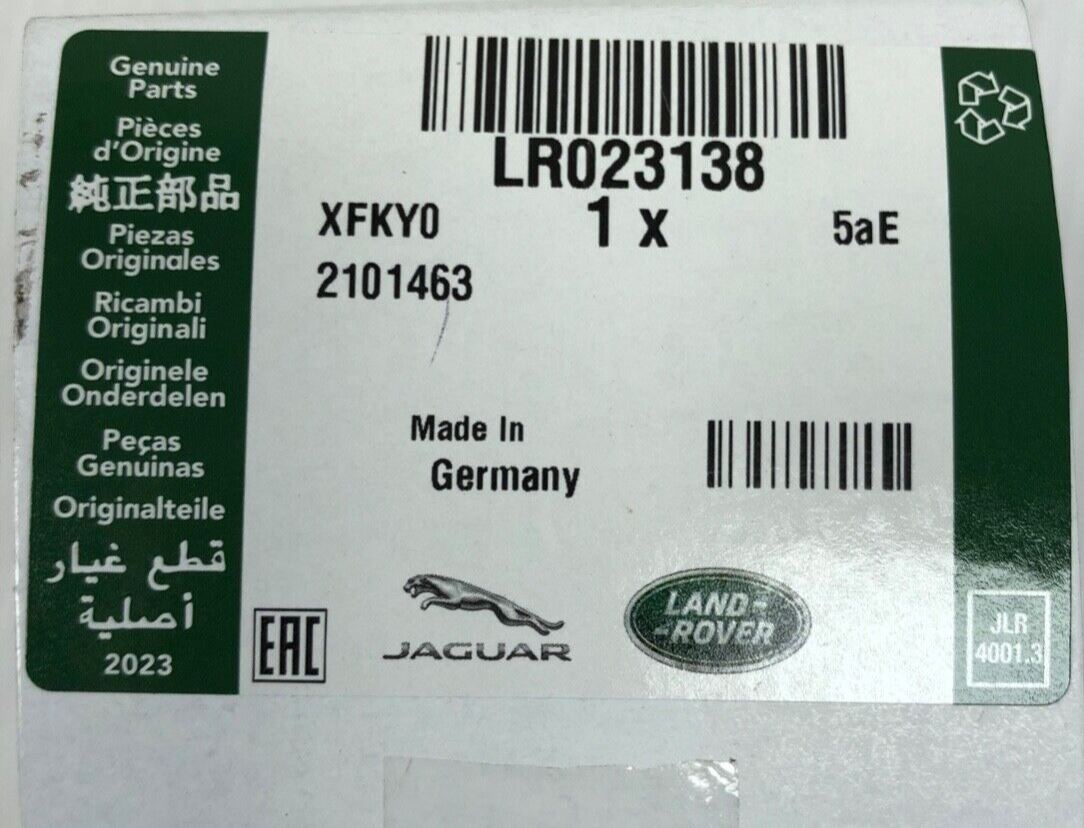 Genuine
Parts
Pièces
d'Origine
純正部品
Piezas
Originales
Ricambi
Originali
Originele
Onderdelen
Peças
Genuinas
Originalteile
قطع غيار
أصلية
2023
LR023138
XFKY0
1 x
5aE
2101463
Made In
Germany
EAC
JAGUAR
LAND-
-ROVER
JLR
4001.3